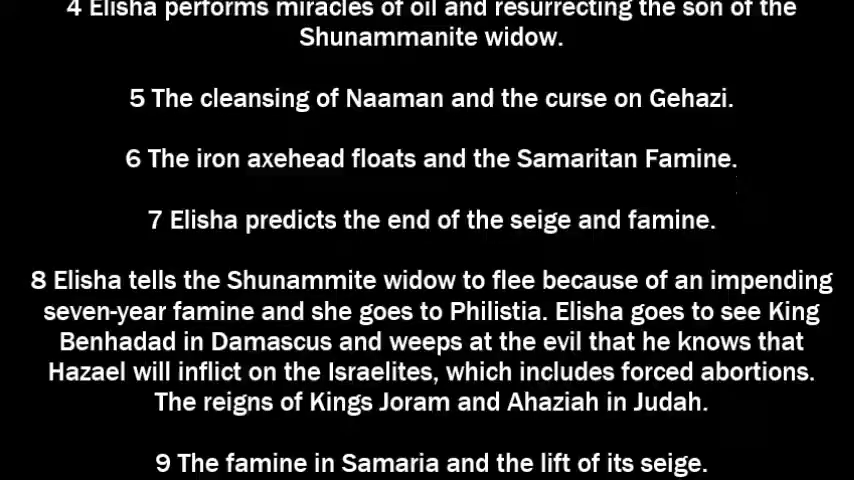 4 Elisha performs miracles of oil and resurrecting the son of the
Shunammanite widow.
5 The cleansing of Naaman and the curse on Gehazi.
6 The iron axehead floats and the Samaritan Famine.
7 Elisha predicts the end of the seige and famine.
8 Elisha tells the Shunammite widow to flee because of an impending
seven-year famine and she goes to Philistia. Elisha goes to see King
Benhadad in Damascus and weeps at the evil that he knows that
Hazael will inflict on the Israelites, which includes forced abortions.
The reigns of Kings Joram and Ahaziah in Judah.
9 The famine in Samaria and the lift of its seige.